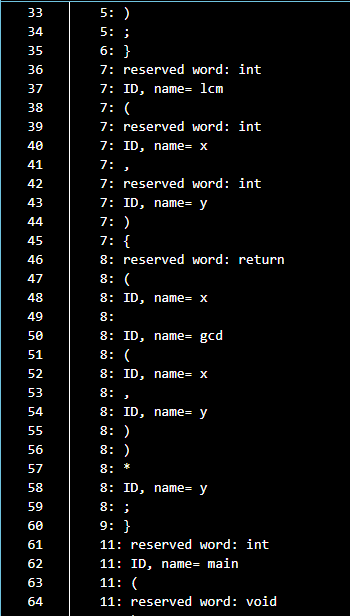 33 5: )
34 5: ;
35 6: }
36 7: reserved word: int
37 7: ID, name= lcm
38 7: (
39 7: reserved word: int
40 7: ID, name= x
41 7: ,
42 7: reserved word: int
43 7: ID, name= y
44 7: )
45 7: {
46 8: reserved word: return
47 8: (
48 8: ID, name= x
49 8:
50 8: ID, name= gcd
51 8: (
52 8: ID, name= x
53 8: ,
54 8: ID, name= y
55 8: )
56 8: )
57 8: *
58 8: ID, name= y
59 8: ;
60 9: }
61 11: reserved word: int
62 11: ID, name= main
63 11: (
64 11: reserved word: void